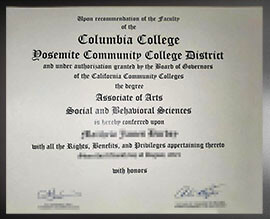 Upon recommendation of the Faculty
of the
Columbia College
Yosemite Community College District
and under authorization granted by the Board of Governors
of the California Community Colleges
the degree
Associate of Arts
Social and Behavioral Sciences
is hereby conferred upon
with all the Rights, Benefits, and Privileges appertaining thereto
with honors